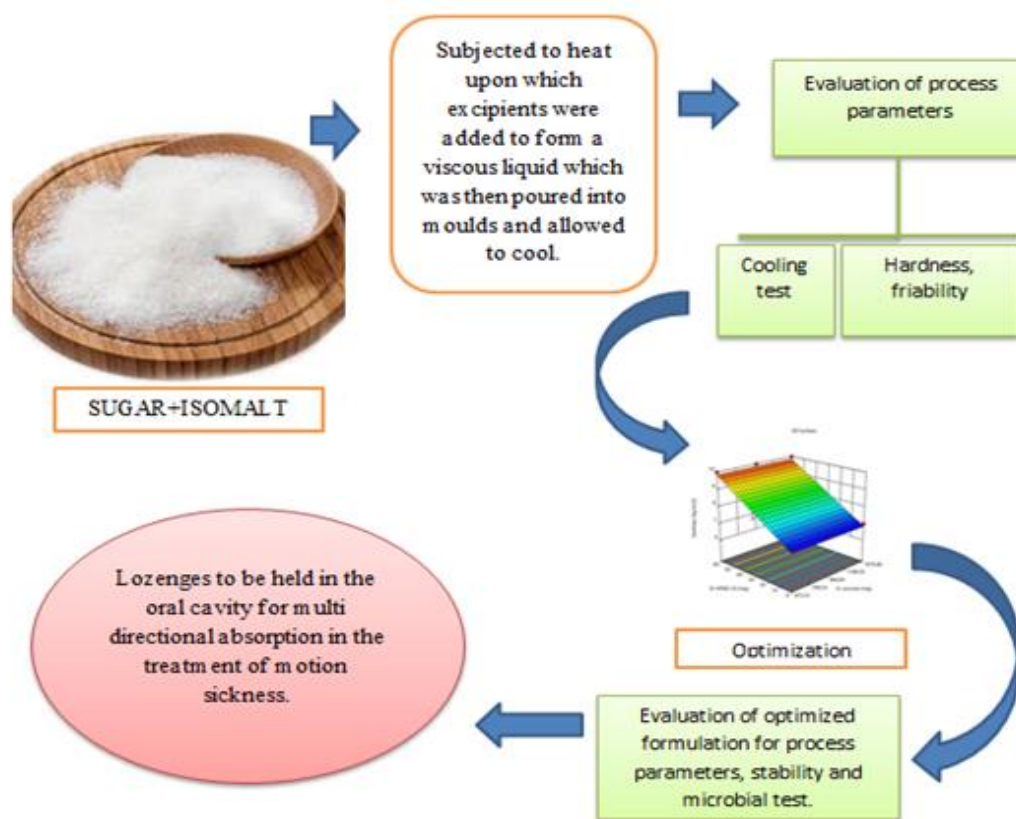 Subjected to heat
upon which
excipients were
added to form a
viscous liquid which
was then poured into
moulds and allowed
to cool.
Evaluation of process
parameters
Cooling
test
Hardness,
friability
SUGAR+ISOMALT
Optimization
Evaluation of optimized
formulation for process
parameters, stability and
microbial test.
Lozenges to be held in the
oral cavity for multi
directional absorption in the
treatment of motion
sickness.